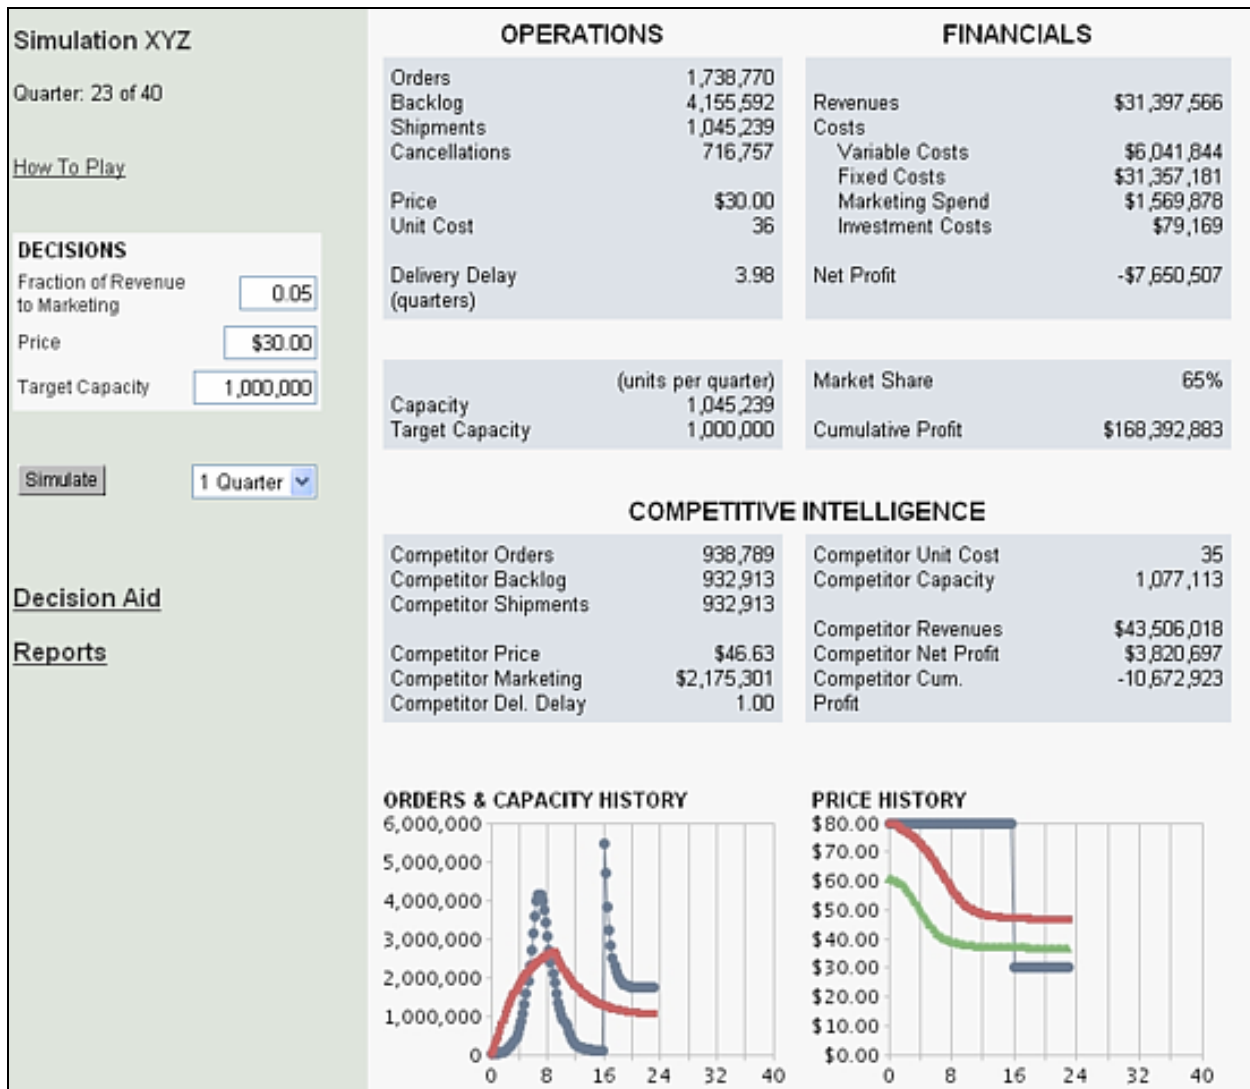 Simulation XYZ
Quarter: 23 of 40
How To Play
DECISIONS
Fraction of Revenue
to Marketing 0.05
Price $30.00
Target Capacity 1,000,000
Simulate 1 Quarter
Decision Aid
Reports
OPERATIONS
Orders 1,738,770
Backlog 4,155,592
Shipments 1,045,239
Cancellations 716,757
Price $30.00
Unit Cost 36
Delivery Delay 3.98
(quarters)
(units per quarter)
Capacity 1,045,239
Target Capacity 1,000,000
FINANCIALS
Revenues $31,397,566
Costs
Variable Costs $6,041,844
Fixed Costs $31,357,181
Marketing Spend $1,569,878
Investment Costs $79,169
Net Profit -$7,650,507
Market Share 65%
Cumulative Profit $168,392,883
COMPETITIVE INTELLIGENCE
Competitor Orders 938,789
Competitor Backlog 932,913
Competitor Shipments 932,913
Competitor Price $46.63
Competitor Marketing $2,175,301
Competitor Del. Delay 1.00
Competitor Unit Cost 35
Competitor Capacity 1,077,113
Competitor Revenues $43,506,018
Competitor Net Profit $3,820,697
Competitor Cum. -10,672,923
Profit
ORDERS & CAPACITY HISTORY
6,000,000
5,000,000
4,000,000
3,000,000
2,000,000
1,000,000
0
0 8 16 24 32 40
PRICE HISTORY
$80.00
$70.00
$60.00
$50.00
$40.00
$30.00
$20.00
$10.00
$0.00
0 8 16 24 32 40